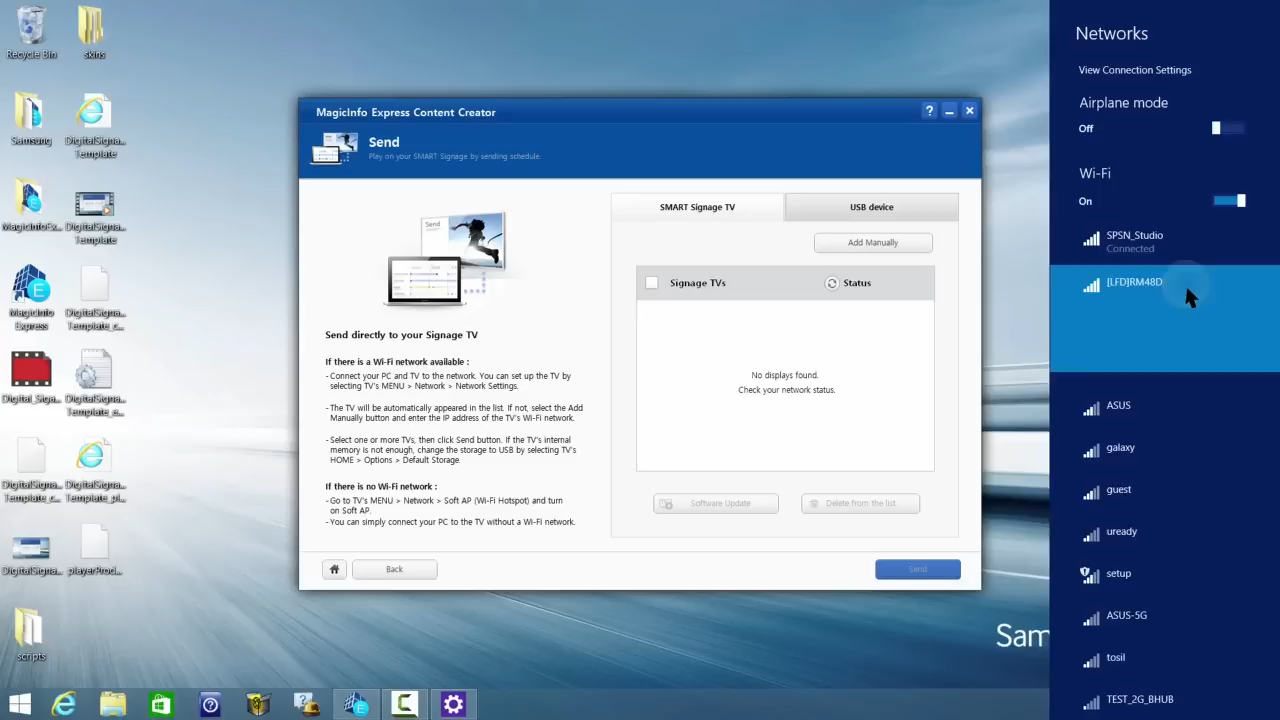 Recycle Bin
skins
Samsung
DigitalSigna...
Template
MagicInfoEx...
DigitalSigna...
Template
MagicInfo
Express
DigitalSigna...
Template_c...
Digital_Signa...
DigitalSigna...
Template_e...
DigitalSigna...
Template_c...
DigitalSigna...
Template_pl...
DigitalSigna...
playerProd...
scripts
MagicInfo Express Content Creator
?
Send
Play on your SMART Signage by sending schedule.
Send
Send directly to your Signage TV
If there is a Wi-Fi network available :
- Connect your PC and TV to the network. You can set up the TV by
selecting TV's MENU > Network > Network Settings.
- The TV will be automatically appeared in the list. If not, select the Add
Manually button and enter the IP address of the TV's Wi-Fi network.
- Select one or more TVs, then click Send button. If the TV's internal
memory is not enough, change the storage to USB by selecting TV's
HOME > Options > Default Storage.
If there is no Wi-Fi network :
- Go to TV's MENU > Network > Soft AP (Wi-Fi Hotspot) and turn
on Soft AP.
- You can simply connect your PC to the TV without a Wi-Fi network.
SMART Signage TV
USB device
Add Manually
Signage TVs
Status
No displays found.
Check your network status.
Software Update
Delete from the list
Back
Send
Sam
Networks
View Connection Settings
Airplane mode
Off
Wi-Fi
On
SPSN_Studio
Connected
[LFD]RM48D
ASUS
galaxy
guest
uready
setup
ASUS-5G
tosil
TEST_2G_BHUB